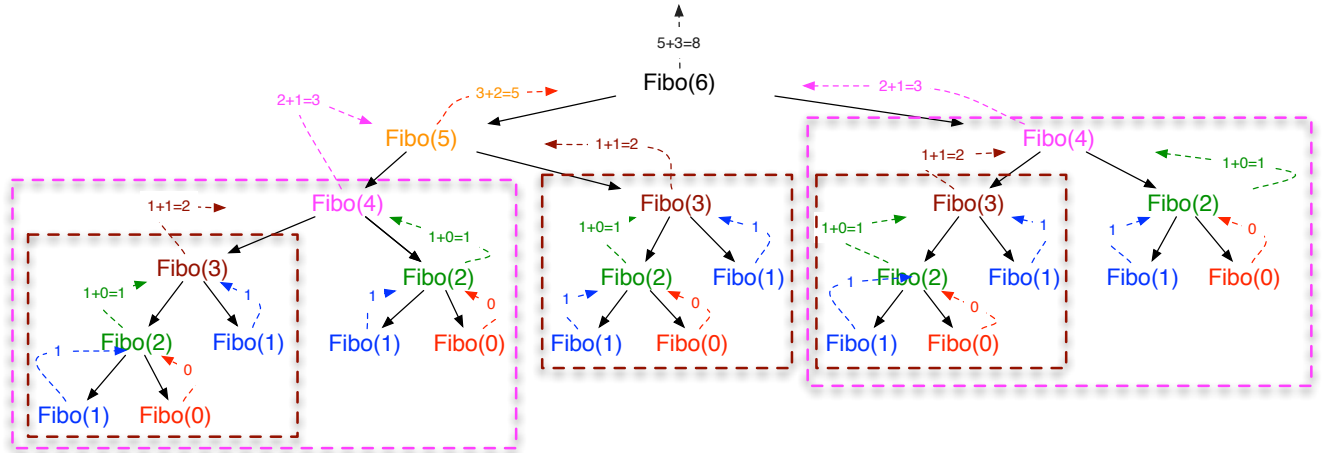 5+3=8
Fibo(6)
2+1=3
3+2=5
2+1=3
Fibo(5)
1+1=2
1+1=2
Fibo(4)
1+0=1
1+1=2
Fibo(4)
Fibo(3)
Fibo(3)
Fibo(2)
1+0=1
1+0=1
1
1+0=1
1
1
0
Fibo(3)
Fibo(2)
Fibo(2)
Fibo(1)
Fibo(2)
Fibo(1)
Fibo(1)
Fibo(0)
1+0=1
1
1
0
1
0
1
0
Fibo(2)
Fibo(1)
Fibo(1)
Fibo(0)
Fibo(1)
Fibo(0)
Fibo(1)
Fibo(0)
1
0
Fibo(1)
Fibo(0)